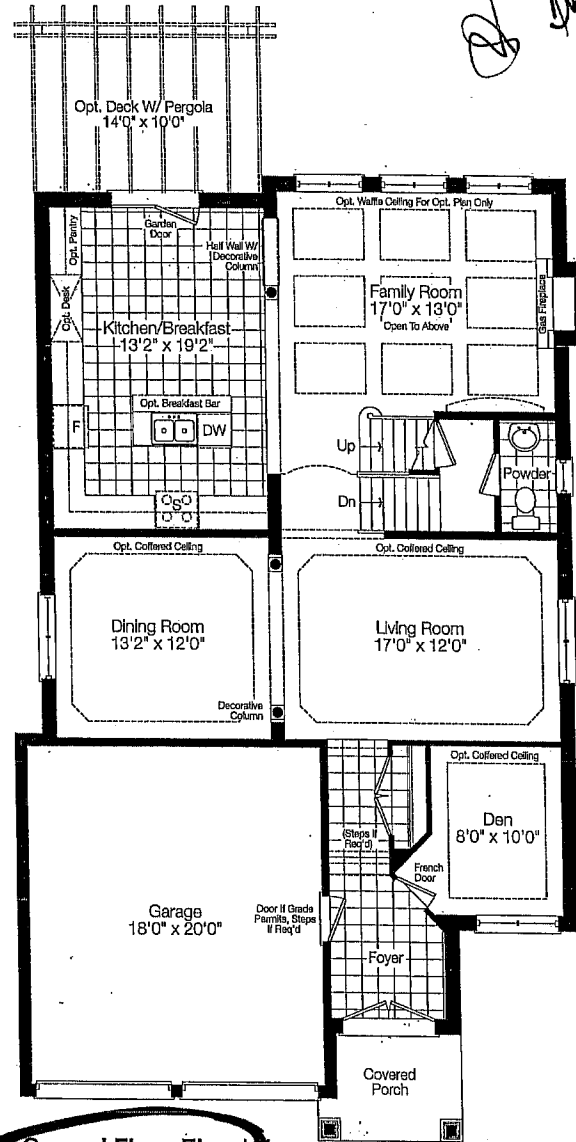 Opt. Deck W/ Pergola
14'0" x 10'0"
Opt. Waffle Ceiling For Opt. Plan Only
Garden
Door
Opt. Pantry
Half Wall W/
Decorative
Column
Family Room
17'0" x 13'0"
Open To Above
Gas Fireplace
Opt. Desk
Kitchen/Breakfast
13'2" x 19'2"
Opt. Breakfast Bar
F
DW
Up
Powder
S
Dn
Opt. Coffered Ceiling
Opt. Coffered Ceiling
Dining Room
13'2" x 12'0"
Living Room
17'0" x 12'0"
Decorative
Column
Opt. Coffered Ceiling
Den
8'0" x 10'0"
(Steps If
Req'd)
French
Door
Garage
18'0" x 20'0"
Door If Grade
Permits, Steps
If Req'd
Foyer
Covered
Porch